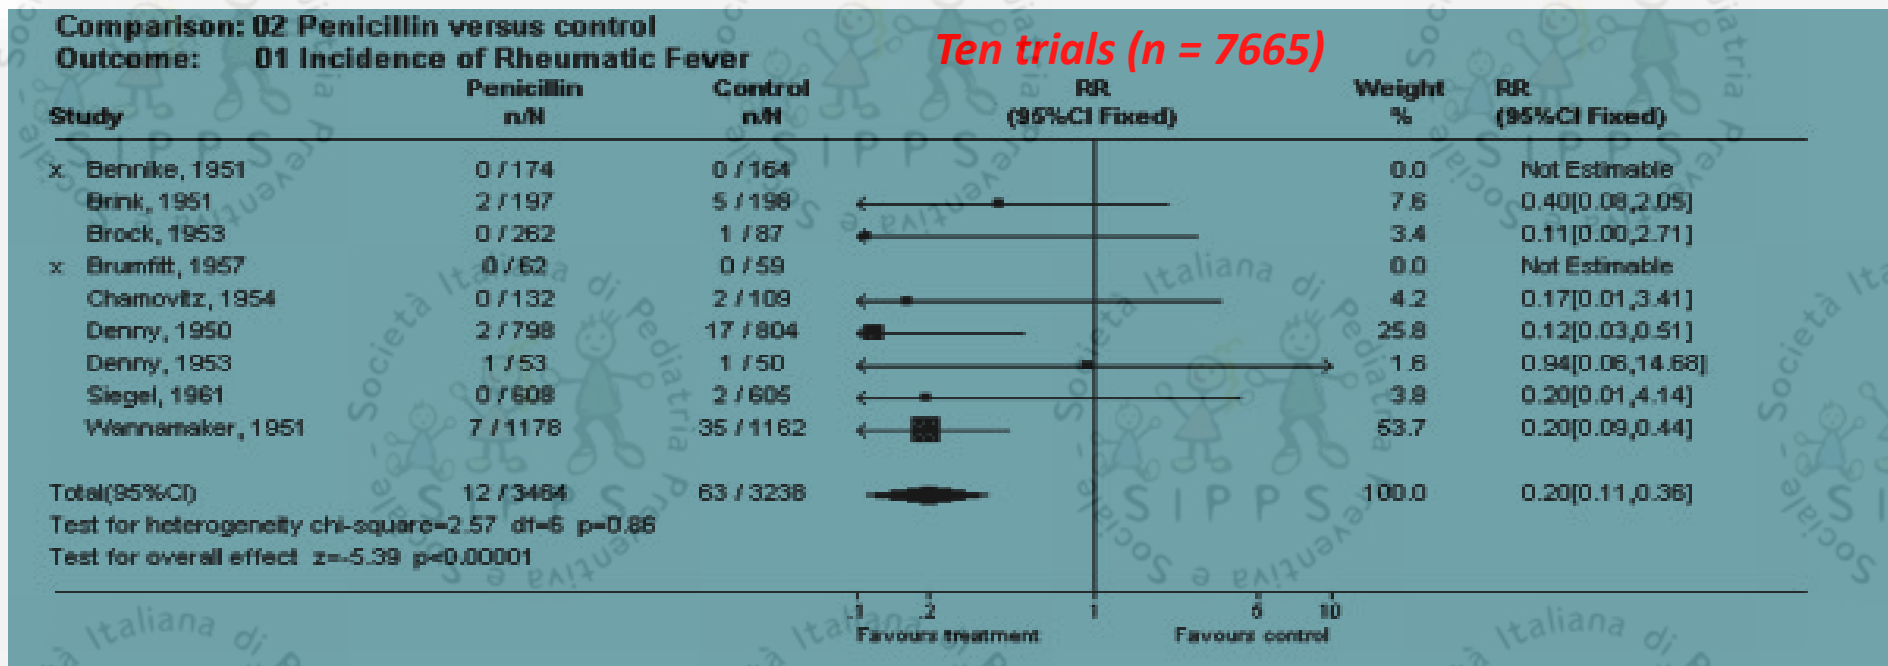 Comparison: 02 Penicillin versus control
Outcome: 01 Incidence of Rheumatic Fever
Ten trials (n = 7665)
Penicillin Control RR Weight RR
Study n/N n/N (95%CI Fixed) % (95%CI Fixed)
x Bennike, 1951 0 / 174 0 / 164 0.0 Not Estimable
Brink, 1951 2 / 197 5 / 198 7.6 0.40[0.08,2.05]
Brock, 1953 0 / 262 1 / 87 3.4 0.11[0.00,2.71]
x Brumfitt, 1957 0 / 62 0 / 59 0.0 Not Estimable
Chamovitz, 1954 0 / 132 2 / 109 4.2 0.17[0.01,3.41]
Denny, 1950 2 / 798 17 / 804 25.8 0.12[0.03,0.51]
Denny, 1953 1 / 53 1 / 50 1.6 0.94[0.06,14.68]
Siegel, 1961 0 / 608 2 / 605 3.8 0.20[0.01,4.14]
Wannamaker, 1951 7 / 1178 35 / 1162 53.7 0.20[0.09,0.44]
Total(95%CI) 12 / 3464 63 / 3238 100.0 0.20[0.11,0.36]
Test for heterogeneity chi-square=2.57 df=6 p=0.86
Test for overall effect z=-5.39 p<0.00001
.1 .2 1 5 10
Favours treatment Favours control
Società Italiana di Pediatria Preventiva e Sociale
SIPPS